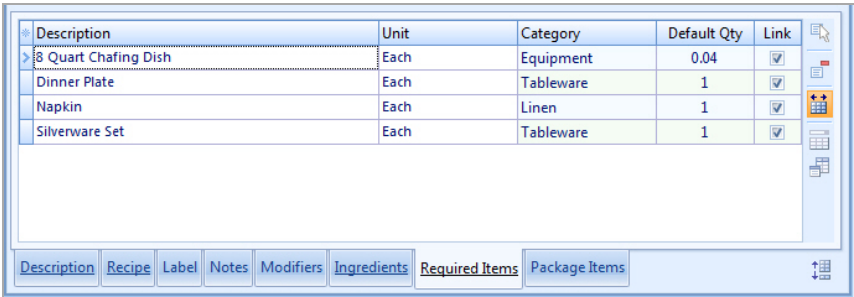 Description Unit Category Default Qty Link
8 Quart Chafing Dish Each Equipment 0.04
Dinner Plate Each Tableware 1
Napkin Each Linen 1
Silverware Set Each Tableware 1
Description Recipe Label Notes Modifiers Ingredients Required Items Package Items